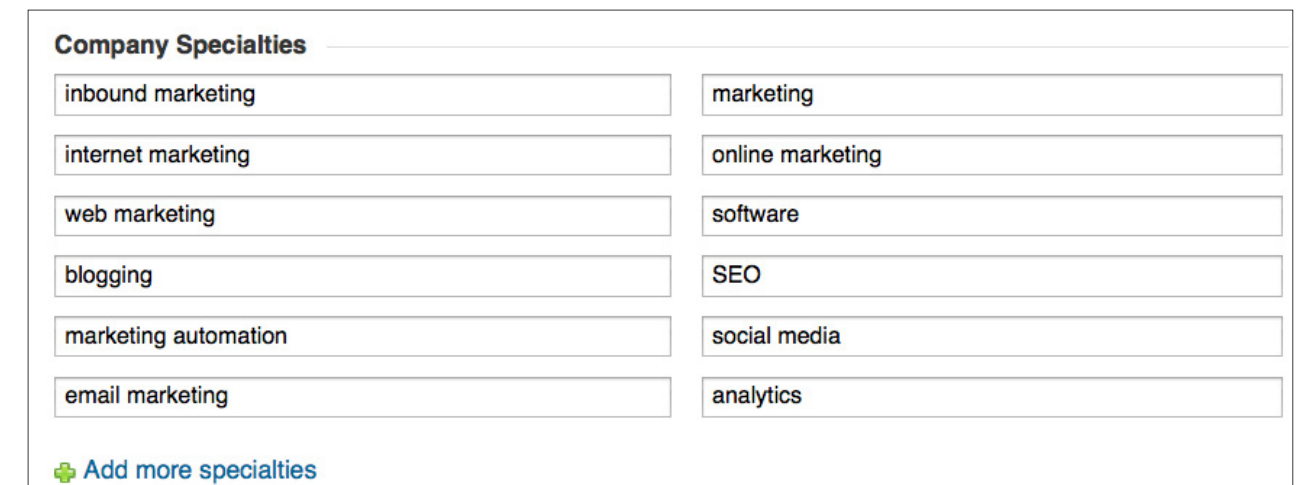 Company Specialties
inbound marketing
marketing
internet marketing
online marketing
web marketing
software
blogging
SEO
marketing automation
social media
email marketing
analytics
Add more specialties